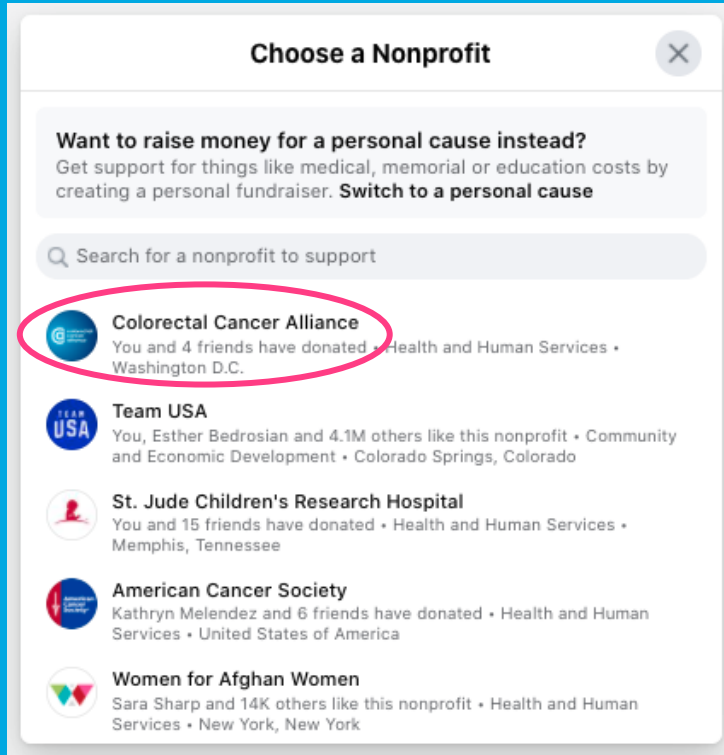 Choose a Nonprofit
Want to raise money for a personal cause instead?
Get support for things like medical, memorial or education costs by
creating a personal fundraiser. Switch to a personal cause
Search for a nonprofit to support
Colorectal Cancer Alliance
You and 4 friends have donated • Health and Human Services •
Washington D.C.
TEAM
USA
Team USA
You, Esther Bedrosian and 4.1M others like this nonprofit • Community
and Economic Development • Colorado Springs, Colorado
St. Jude Children's Research Hospital
You and 15 friends have donated • Health and Human Services •
Memphis, Tennessee
American
Cancer
Society
American Cancer Society
Kathryn Melendez and 6 friends have donated • Health and Human
Services • United States of America
Women for Afghan Women
Sara Sharp and 14K others like this nonprofit • Health and Human
Services • New York, New York